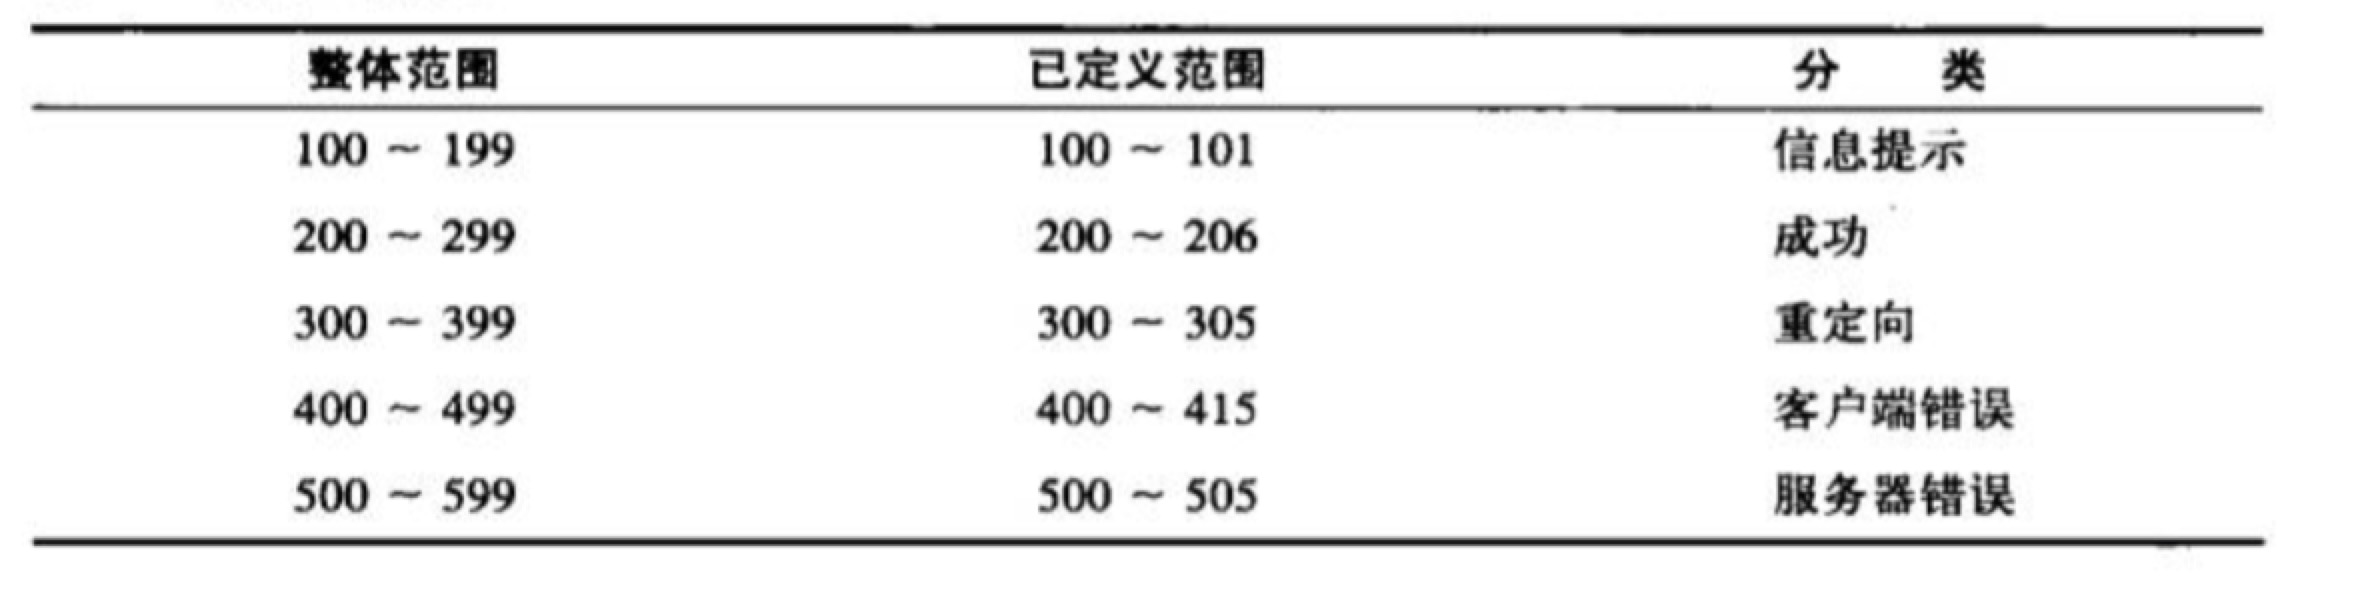 整体范围 已定义范围 分 类
100 ~ 199 100 ~ 101 信息提示
200 ~ 299 200 ~ 206 成功
300 ~ 399 300 ~ 305 重定向
400 ~ 499 400 ~ 415 客户端错误
500 ~ 599 500 ~ 505 服务器错误